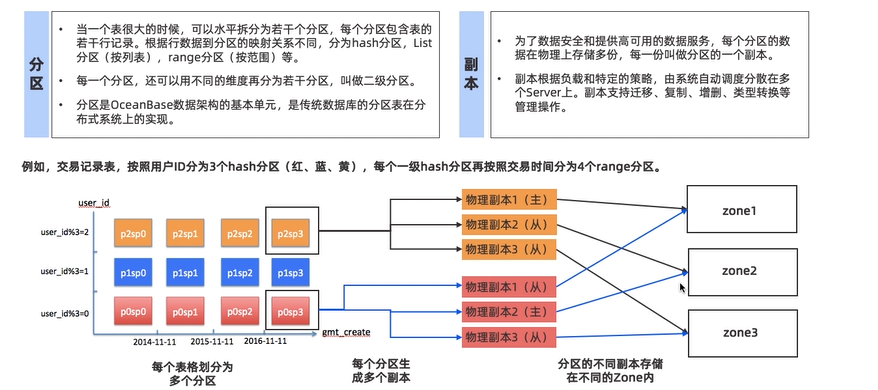 分区
当一个表很大的时候，可以水平拆分为若干个分区，每个分区包含表的
若干行记录。根据行数据到分区的映射关系不同，分为hash分区，List
分区（按列表），range分区（按范围）等。
每一个分区，还可以用不同的维度再分为若干分区，叫做二级分区。
分区是OceanBase数据架构的基本单元，是传统数据库的分区表在分
布式系统上的实现。
副本
为了数据安全和提供高可用的数据服务，每个分区的数
据在物理上存储多份，每一份叫做分区的一个副本。
副本根据负载和特定的策略，由系统自动调度分散在多
个Server上。副本支持迁移、复制、增删、类型转换等
管理操作。
例如，交易记录表，按照用户ID分为3个hash分区（红、蓝、黄），每个一级hash分区再按照交易时间分为4个range分区。
user_id
user_id%3=2
p2sp0 p2sp1 p2sp2 p2sp3
user_id%3=1
p1sp0 p1sp1 p1sp2 p1sp3
user_id%3=0
p0sp0 p0sp1 p0sp2 p0sp3
gmt_create
2014-11-11 2015-11-11 2016-11-11
物理副本1（主）
物理副本2（从）
物理副本3（从）
物理副本1（从）
物理副本2（主）
物理副本3（从）
zone1
zone2
zone3
每个表格划分为
多个分区
每个分区生
成多个副本
分区的不同副本存储
在不同的Zone内